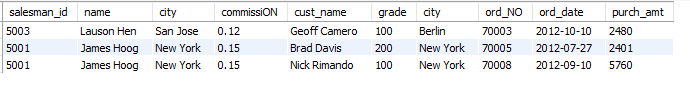 salesman_id name city commissiON cust_name grade city ord_NO ord_date purch_amt
5003 Lauson Hen San Jose 0.12 Geoff Camero 100 Berlin 70003 2012-10-10 2480
5001 James Hoog New York 0.15 Brad Davis 200 New York 70005 2012-07-27 2401
5001 James Hoog New York 0.15 Nick Rimando 100 New York 70008 2012-09-10 5760